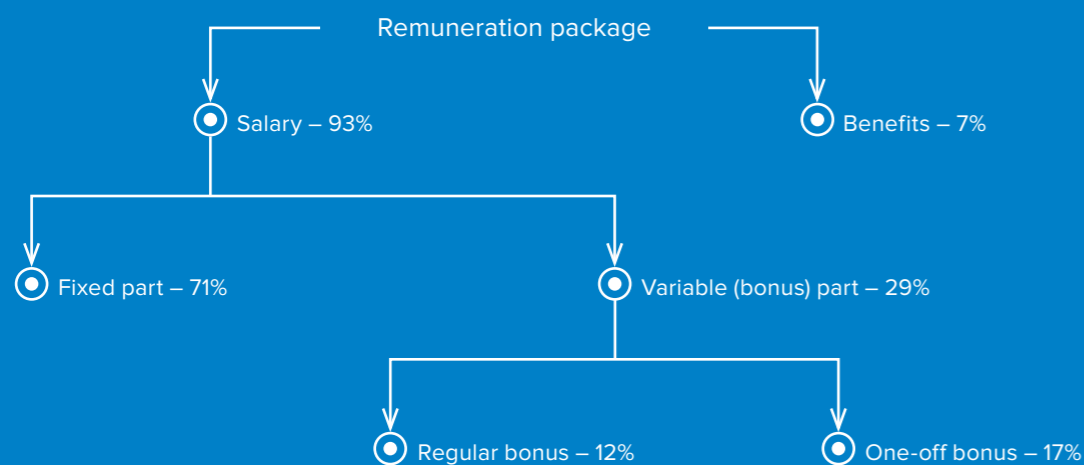 Remuneration package
Salary – 93%
Benefits – 7%
Fixed part – 71%
Variable (bonus) part – 29%
Regular bonus – 12%
One-off bonus – 17%